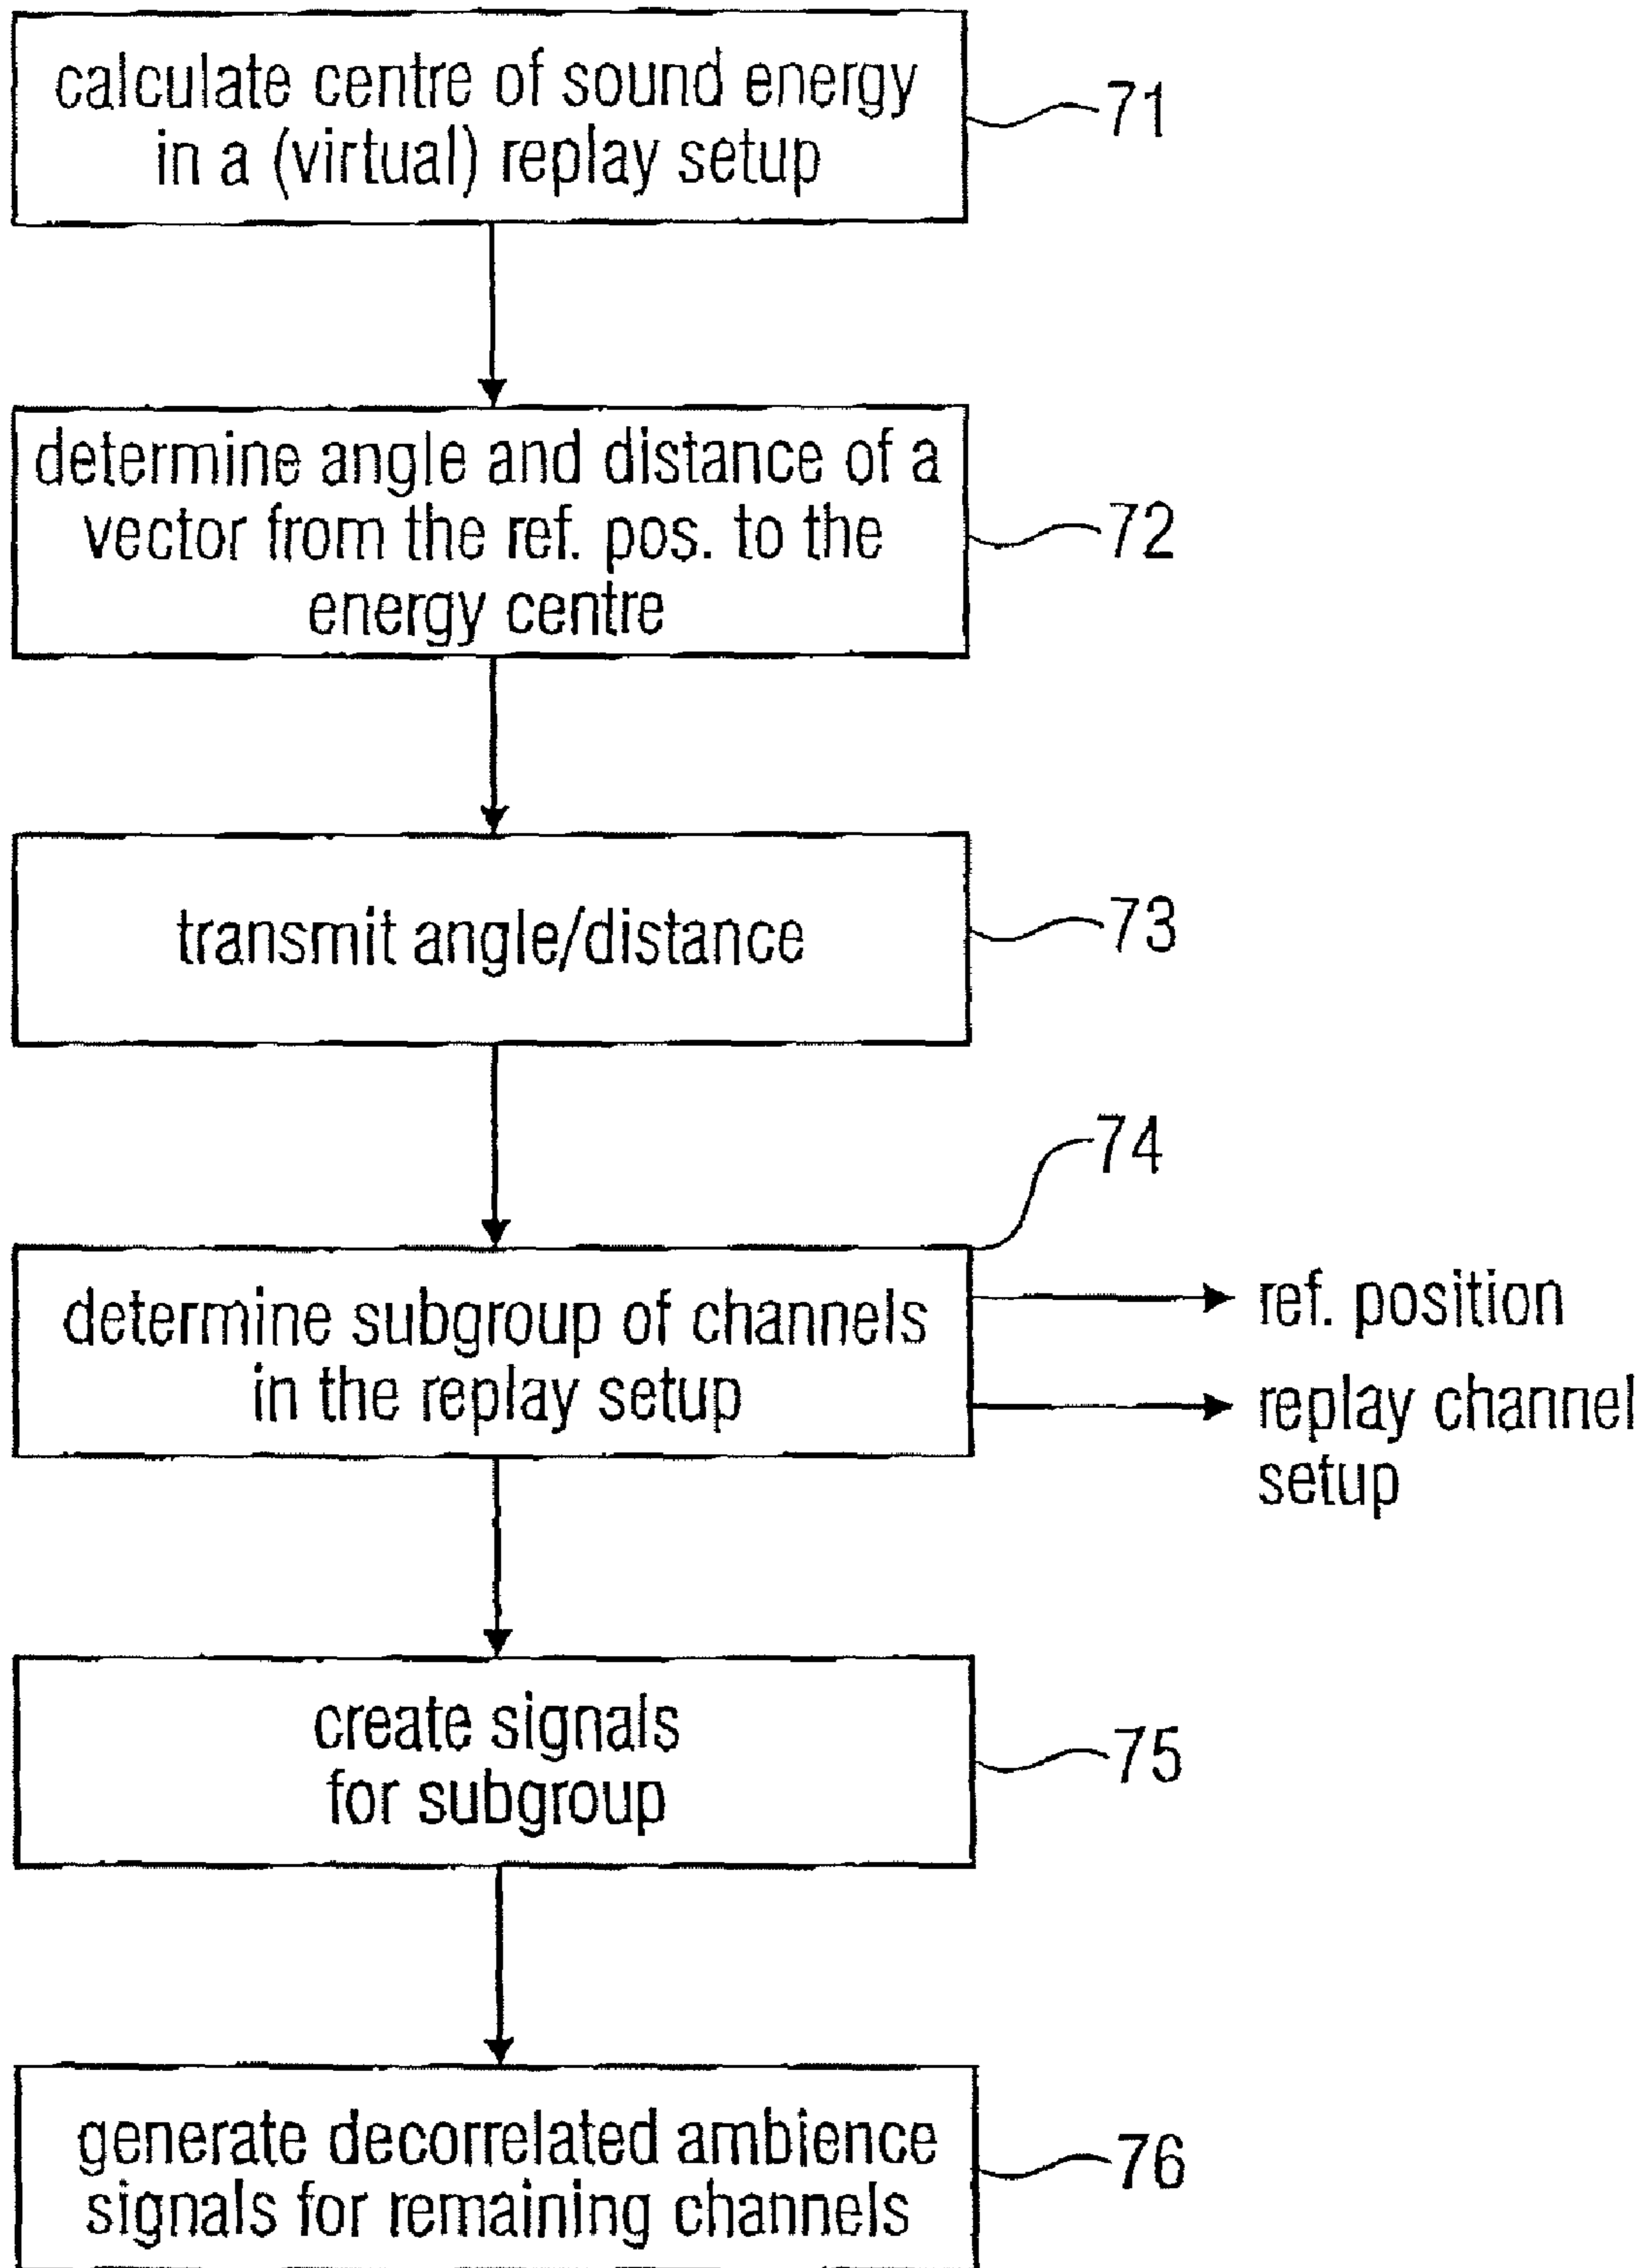 calculate centre of sound energy
in a (virtual) replay setup
71
determine angle and distance of a
vector from the ref. pos. to the
energy centre
72
transmit angle/distance
73
74
determine subgroup of channels
in the replay setup
ref. position
replay channel
setup
create signals
for subgroup
75
generate decorrelated ambience
signals for remaining channels
76